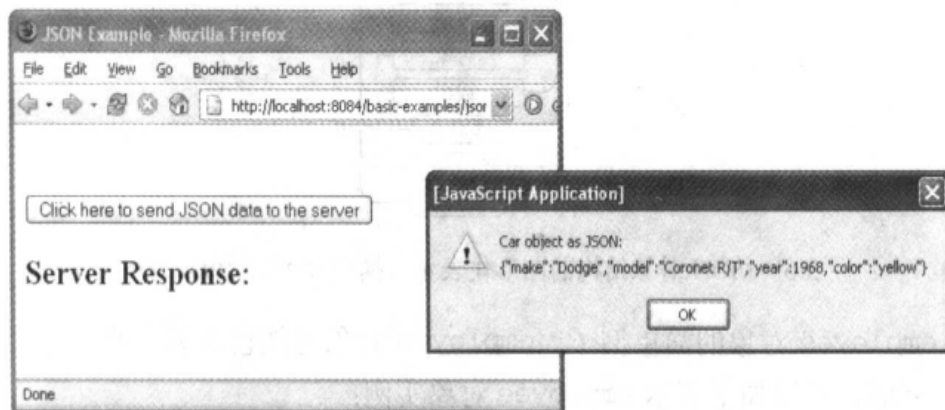 JSON Example - Mozilla Firefox
File Edit View Go Bookmarks Tools Help
http://localhost:8084/basic-examples/jsor
Click here to send JSON data to the server
Server Response:
Done
[JavaScript Application]
Car object as JSON:
{"make":"Dodge","model":"Coronet R/T","year":1968,"color":"yellow"}
OK